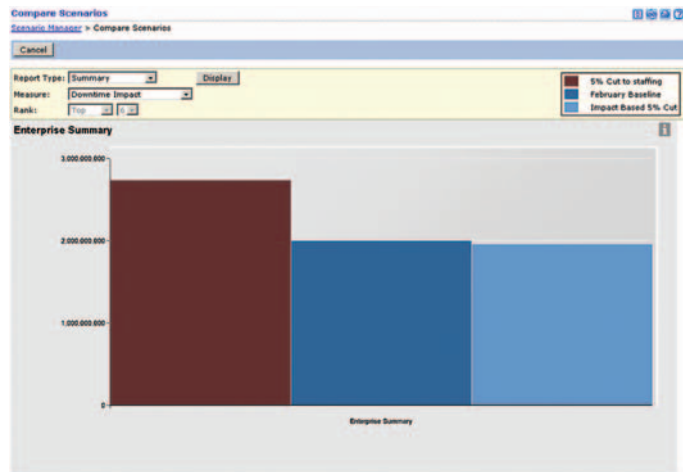 Compare Scenarios
Scenario Manager > Compare Scenarios
Cancel
Report Type: Summary Display
Measure: Downtime Impact
Rank: Top 6
5% Cut to staffing
February Baseline
Impact Based 5% Cut
Enterprise Summary
3,000,000,000
2,000,000,000
1,000,000,000
0
Enterprise Summary